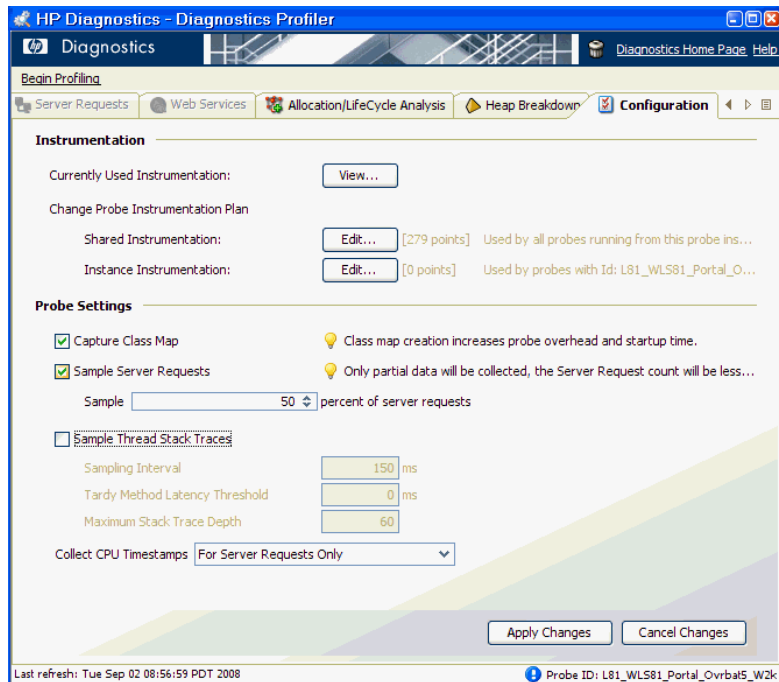 HP Diagnostics - Diagnostics Profiler
hp Diagnostics Diagnostics Home Page Help
Begin Profiling
Server Requests Web Services Allocation/LifeCycle Analysis Heap Breakdown Configuration
Instrumentation
Currently Used Instrumentation: View...
Change Probe Instrumentation Plan
Shared Instrumentation: Edit... [279 points] Used by all probes running from this probe ins...
Instance Instrumentation: Edit... [0 points] Used by probes with Id: L81_WLS81_Portal_O...
Probe Settings
Capture Class Map Class map creation increases probe overhead and startup time.
Sample Server Requests Only partial data will be collected, the Server Request count will be less...
Sample 50 percent of server requests
Sample Thread Stack Traces
Sampling Interval 150 ms
Tardy Method Latency Threshold 0 ms
Maximum Stack Trace Depth 60
Collect CPU Timestamps For Server Requests Only
Apply Changes Cancel Changes
Last refresh: Tue Sep 02 08:56:59 PDT 2008 Probe ID: L81_WLS81_Portal_Ovrbat5_W2k